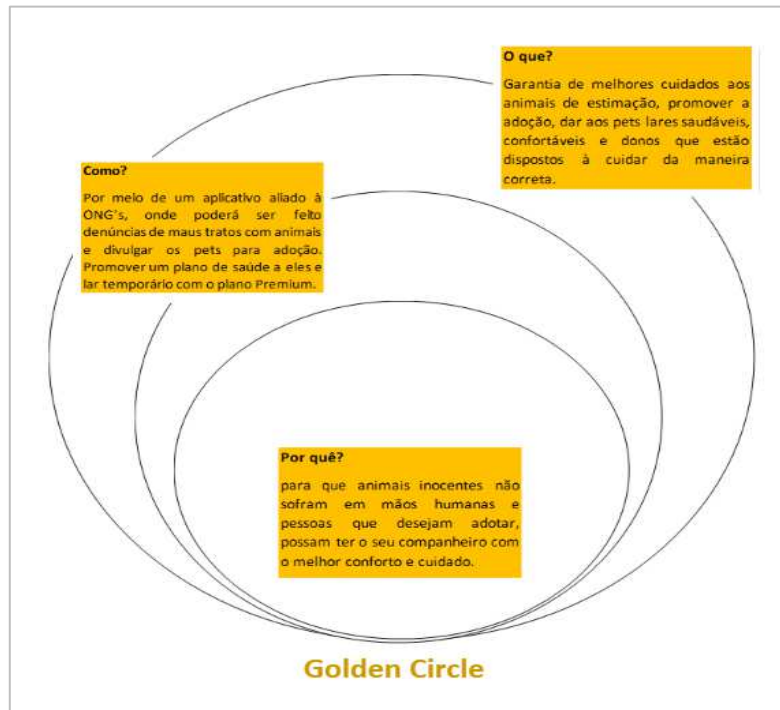 O que?
Garantia de melhores cuidados aos
animais de estimação, promover a
adoção, dar aos pets lares saudáveis,
confortáveis e donos que estão
dispostos à cuidar da maneira
correta.
Como?
Por meio de um aplicativo aliado à
ONG's, onde poderá ser feito
denúncias de maus tratos com animais
e divulgar os pets para adoção.
Promover um plano de saúde a eles e
lar temporário com o plano Premium.
Por quê?
para que animais inocentes não
sofram em mãos humanas e
pessoas que desejam adotar,
possam ter o seu companheiro com
o melhor conforto e cuidado.
Golden Circle